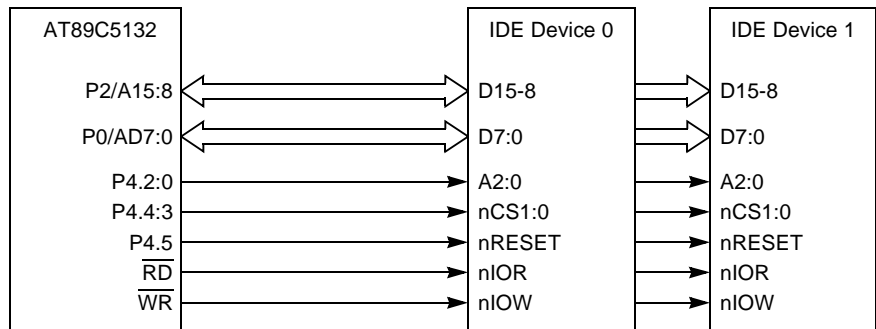 AT89C5132 IDE Device 0 IDE Device 1
P2/A15:8 D15-8 D15-8
P0/AD7:0 D7:0 D7:0
P4.2:0 A2:0 A2:0
P4.4:3 nCS1:0 nCS1:0
P4.5 nRESET nRESET
RD nIOR nIOR
WR nIOW nIOW